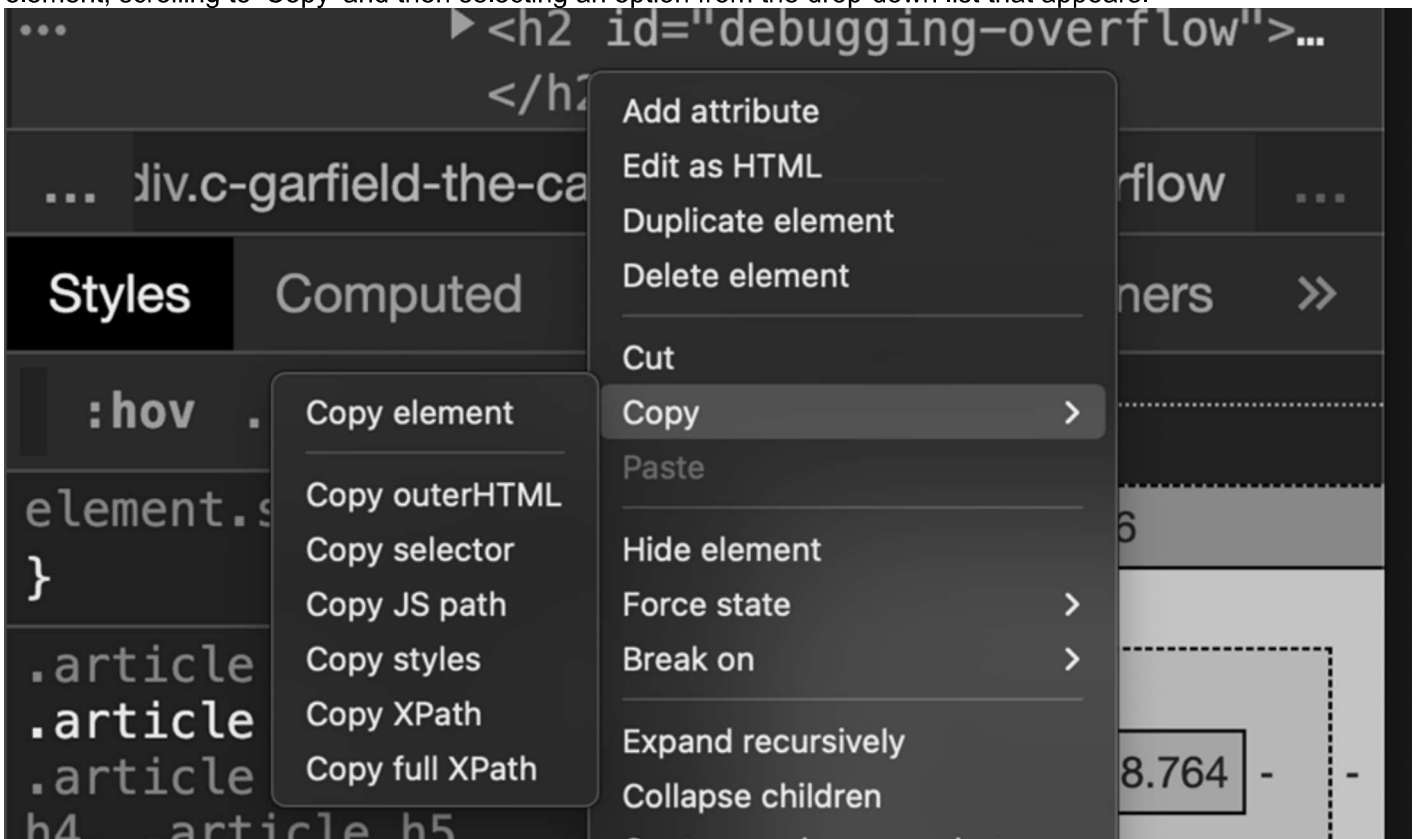 element, scrolling to 'Copy' and then selecting an option from the drop-down list that appears.
... ▶<h2 id="debugging-overflow">…
</h2
... div.c-garfield-the-ca rflow ...
Styles Computed ners »
:hov .
element.s
}
.article
.article
.article
h4 article h5
Copy element
Copy outerHTML
Copy selector
Copy JS path
Copy styles
Copy XPath
Copy full XPath
Add attribute
Edit as HTML
Duplicate element
Delete element
Cut
Copy >
Paste
Hide element
Force state >
Break on >
Expand recursively
Collapse children
6
8.764 - -